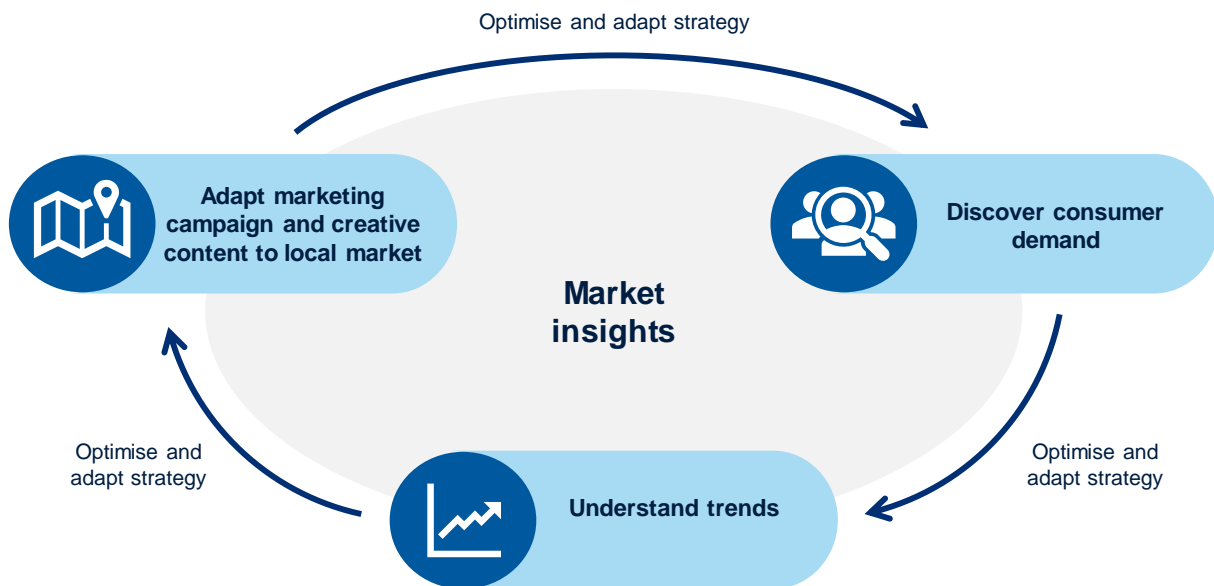 Optimise and adapt strategy
Adapt marketing
campaign and creative
content to local market
Discover consumer
demand
Market
insights
Optimise and
adapt strategy
Optimise and
adapt strategy
Understand trends